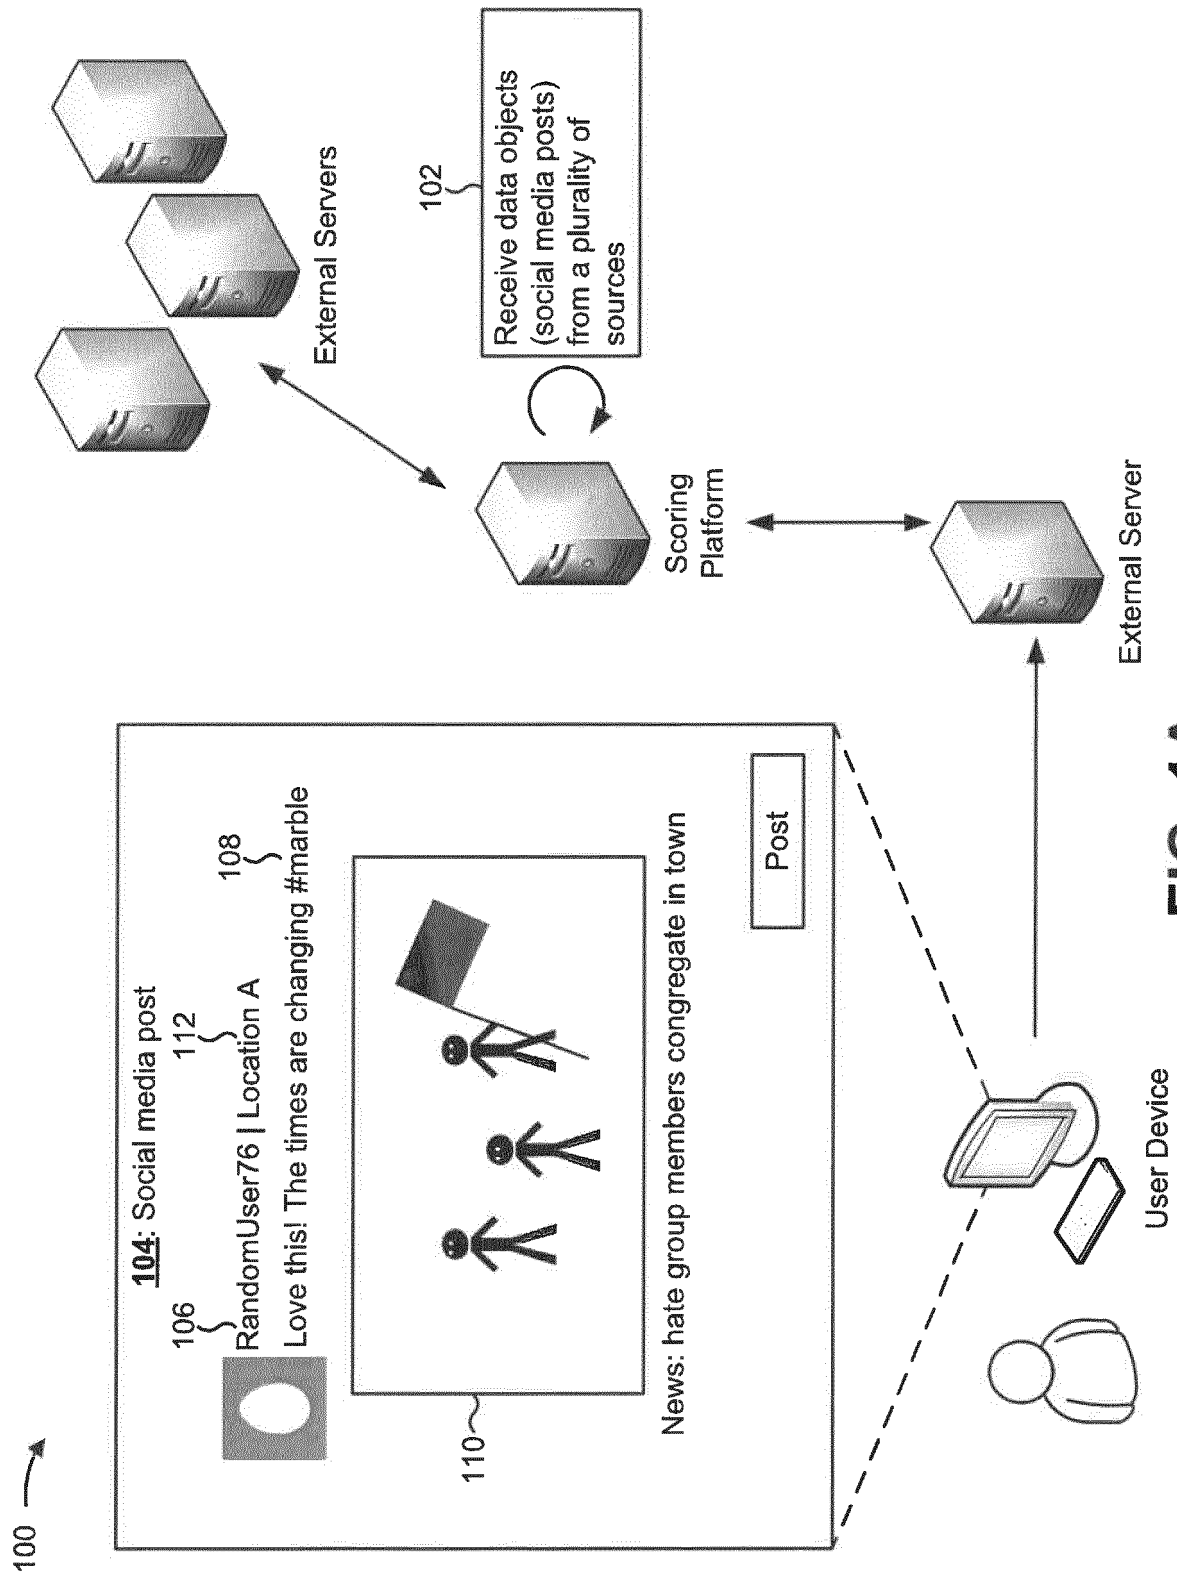 100
104: Social media post
106
112
RandomUser76 | Location A
108
Love this! The times are changing #marble
110
News: hate group members congregate in town
Post
User Device
External Servers
102
Receive data objects
(social media posts)
from a plurality of
sources
Scoring
Platform
External Server